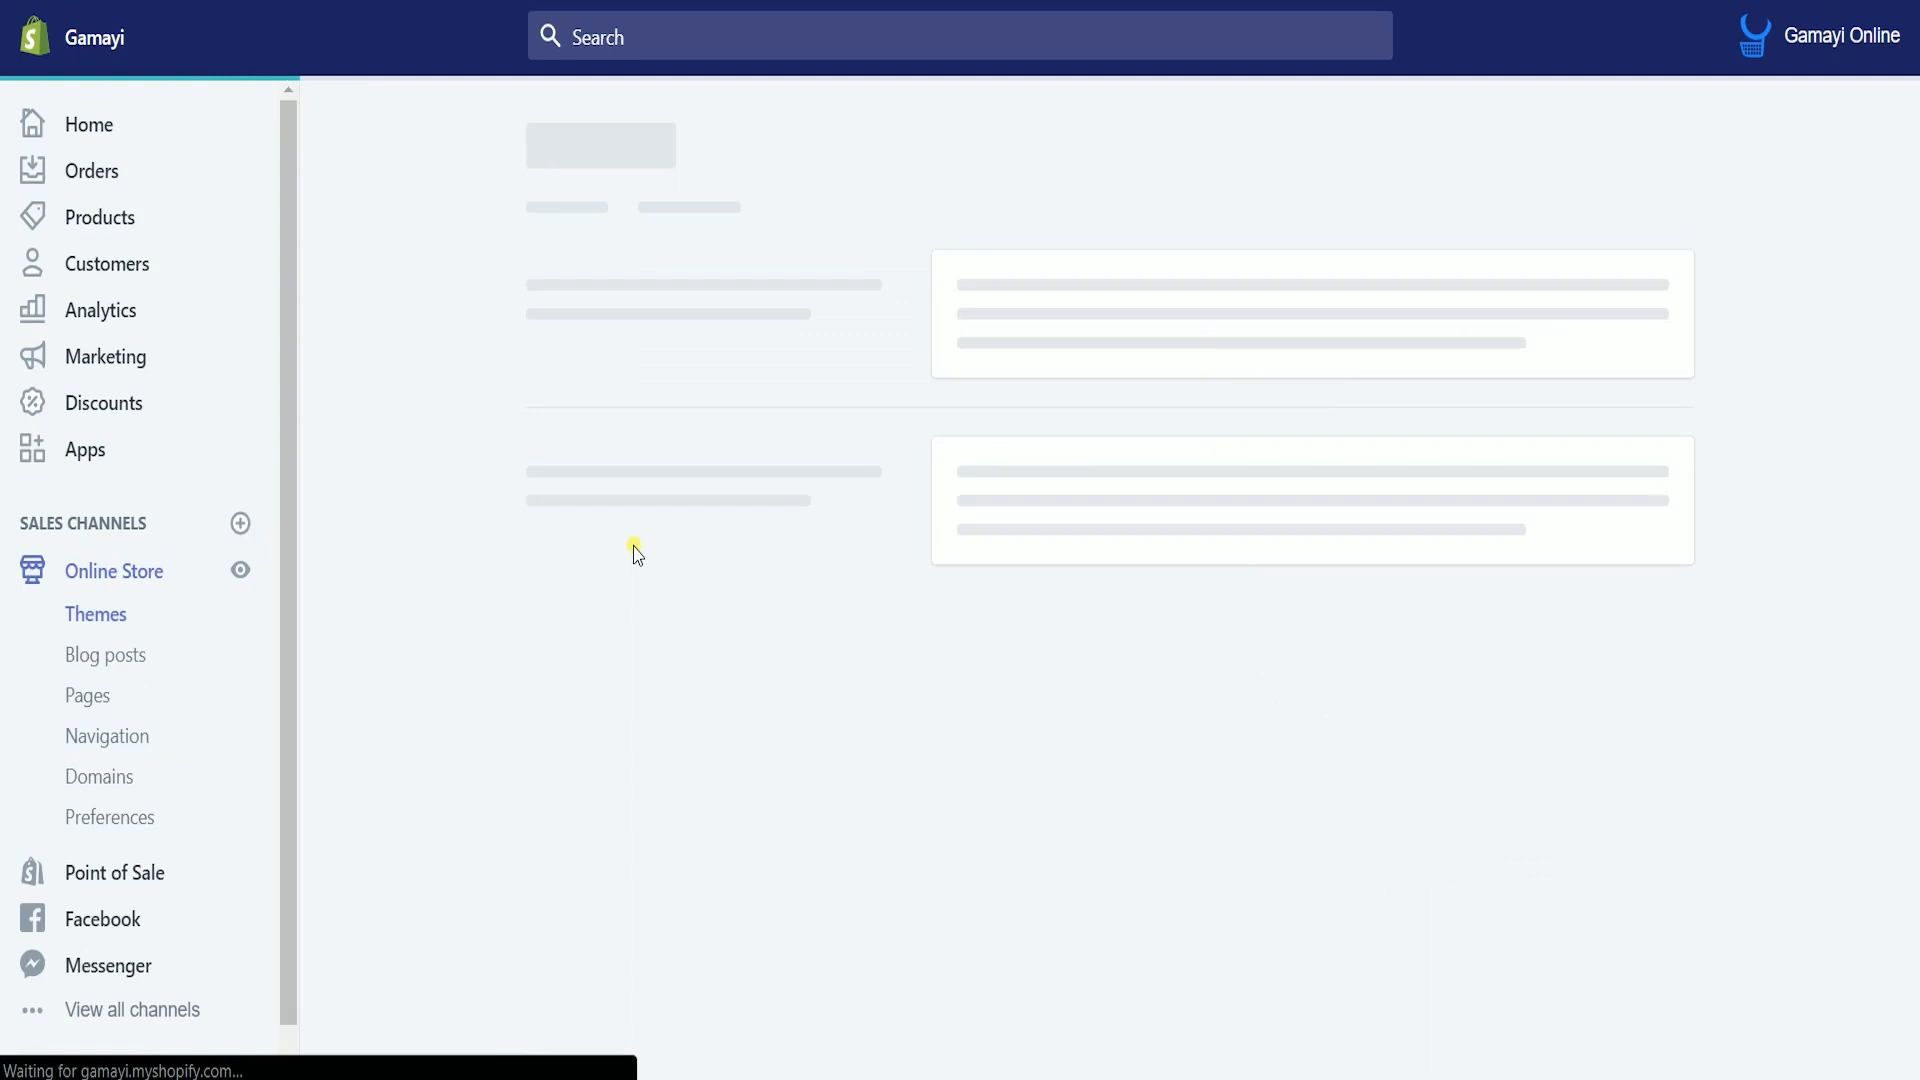 Gamayi
Search
Gamayi Online
Home
Orders
Products
Customers
Analytics
Marketing
Discounts
Apps
SALES CHANNELS
Online Store
Themes
Blog posts
Pages
Navigation
Domains
Preferences
Point of Sale
Facebook
Messenger
View all channels
Waiting for gamayi.myshopify.com...